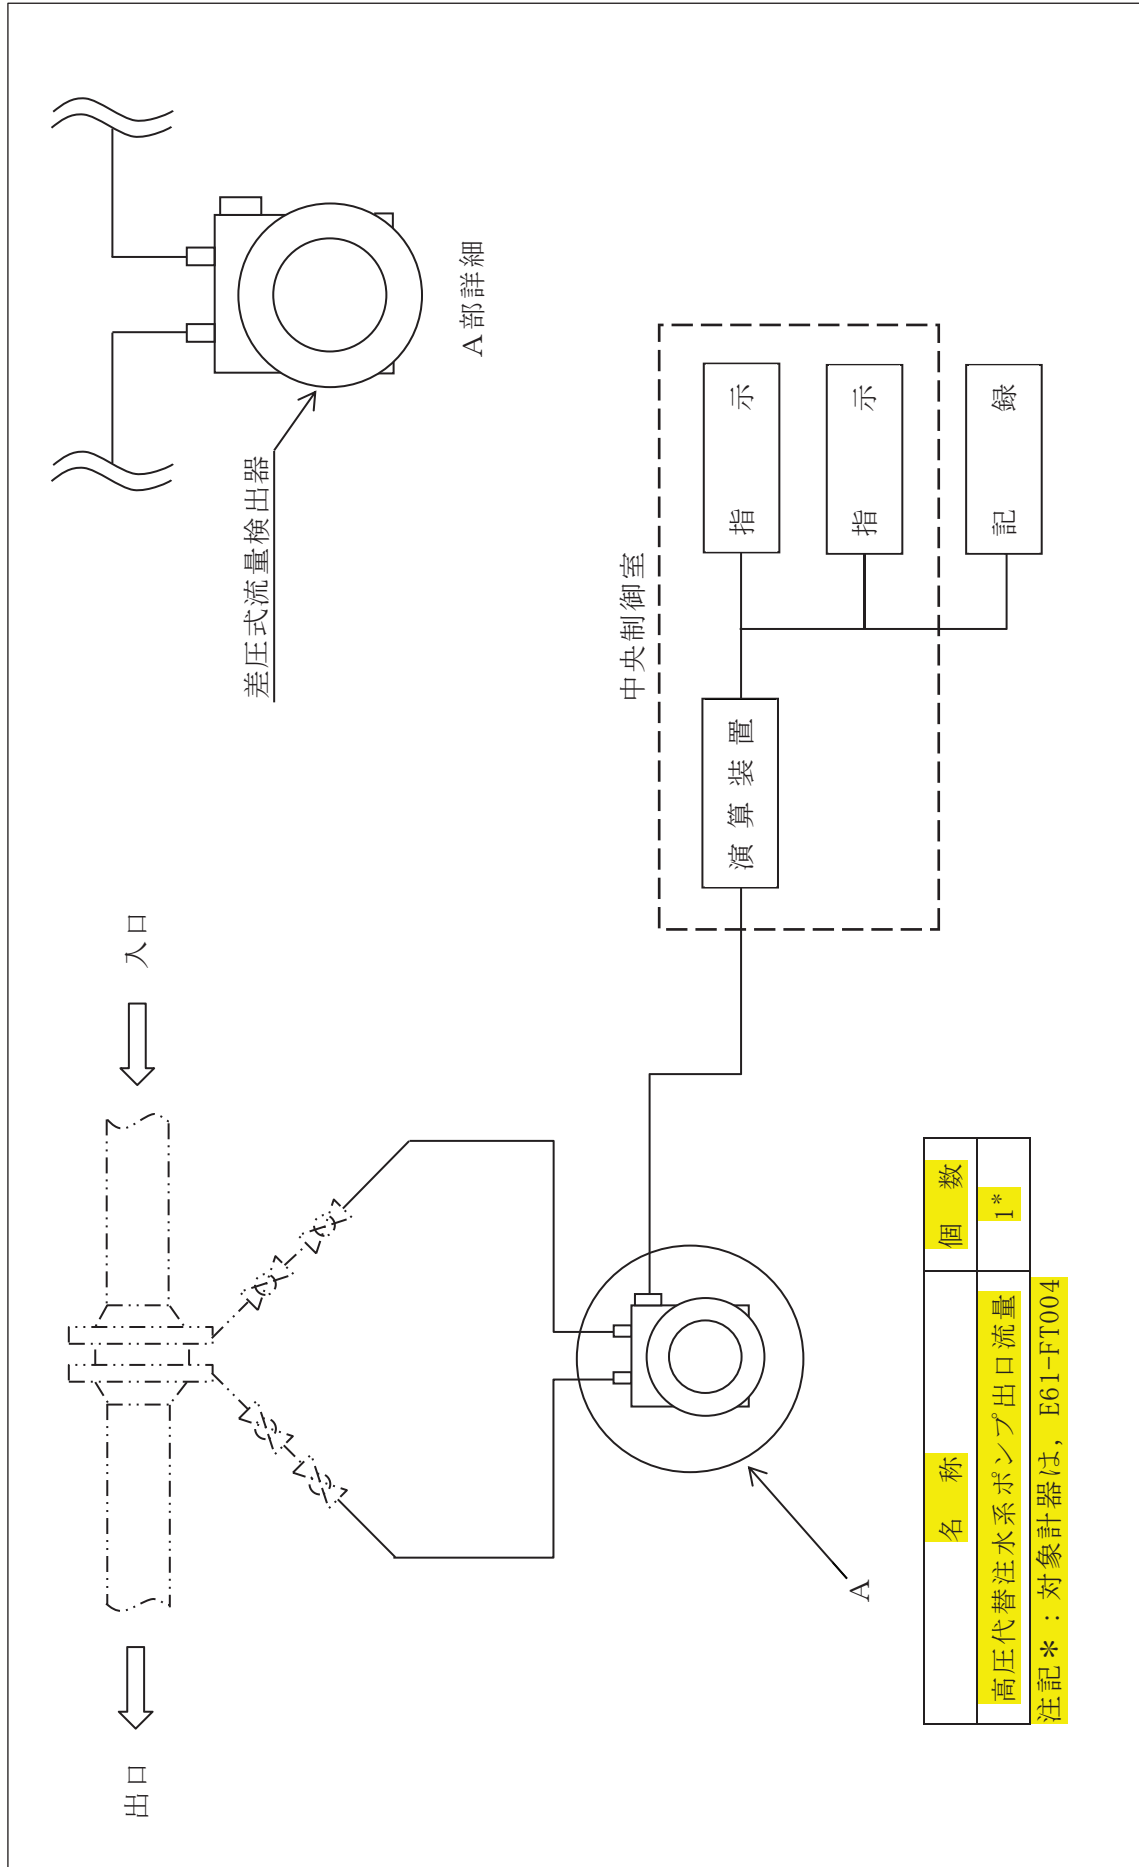 出口
入口
差圧式流量検出器
A部詳細
中央制御室
演算装置
指示
指示
記録
A
名称 個数
高圧代替注水系ポンプ出口流量 1*
注記*：対象計器は，E61-FT004